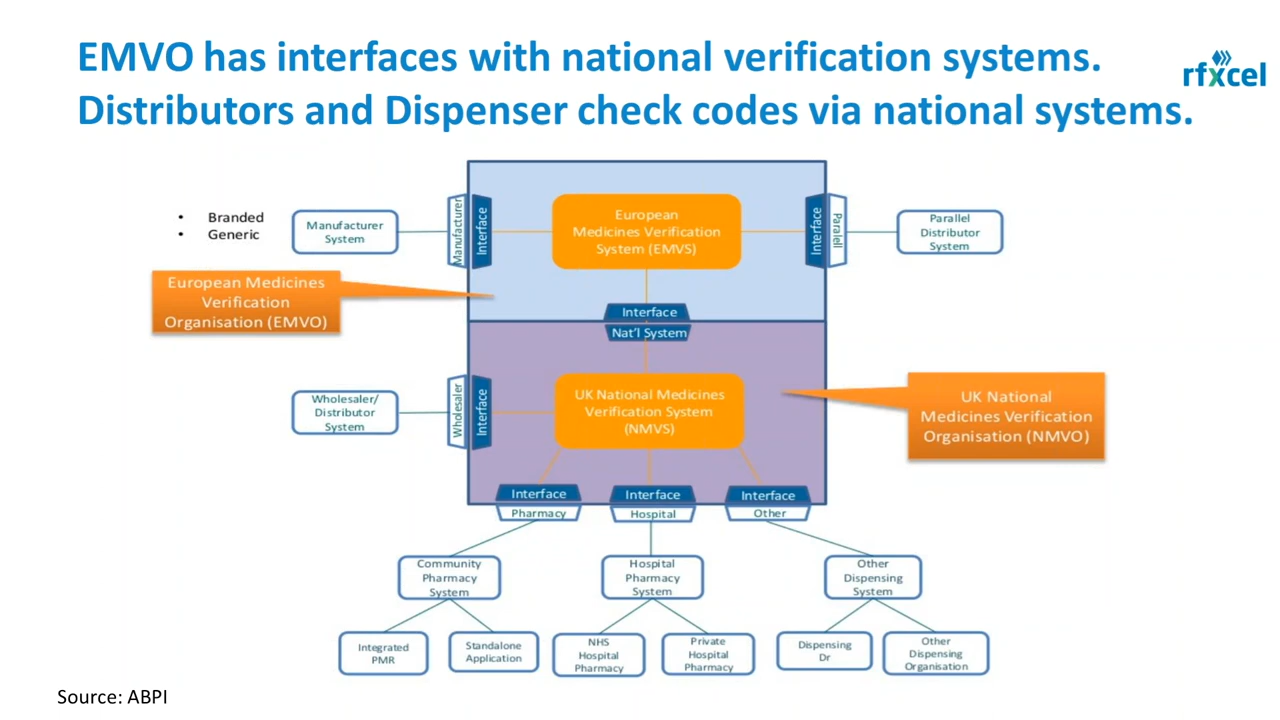 EMVO has interfaces with national verification systems.
Distributors and Dispenser check codes via national systems.
rfxcel
• Branded
• Generic
Manufacturer
System
Manufacturer
Interface
European
Medicines Verification
System (EMVS)
Interface
Paralell
Parallel
Distributor
System
European Medicines
Verification
Organisation (EMVO)
Interface
Nat'l System
Wholesaler/
Distributor
System
Wholesaler
Interface
UK National Medicines
Verification System
(NMVS)
UK National
Medicines Verification
Organisation (NMVO)
Interface
Pharmacy
Interface
Hospital
Interface
Other
Community
Pharmacy
System
Hospital
Pharmacy
System
Other
Dispensing
System
Integrated
PMR
Standalone
Application
NHS
Hospital
Pharmacy
Private
Hospital
Pharmacy
Dispensing
Dr
Other
Dispensing
Organisation
Source: ABPI